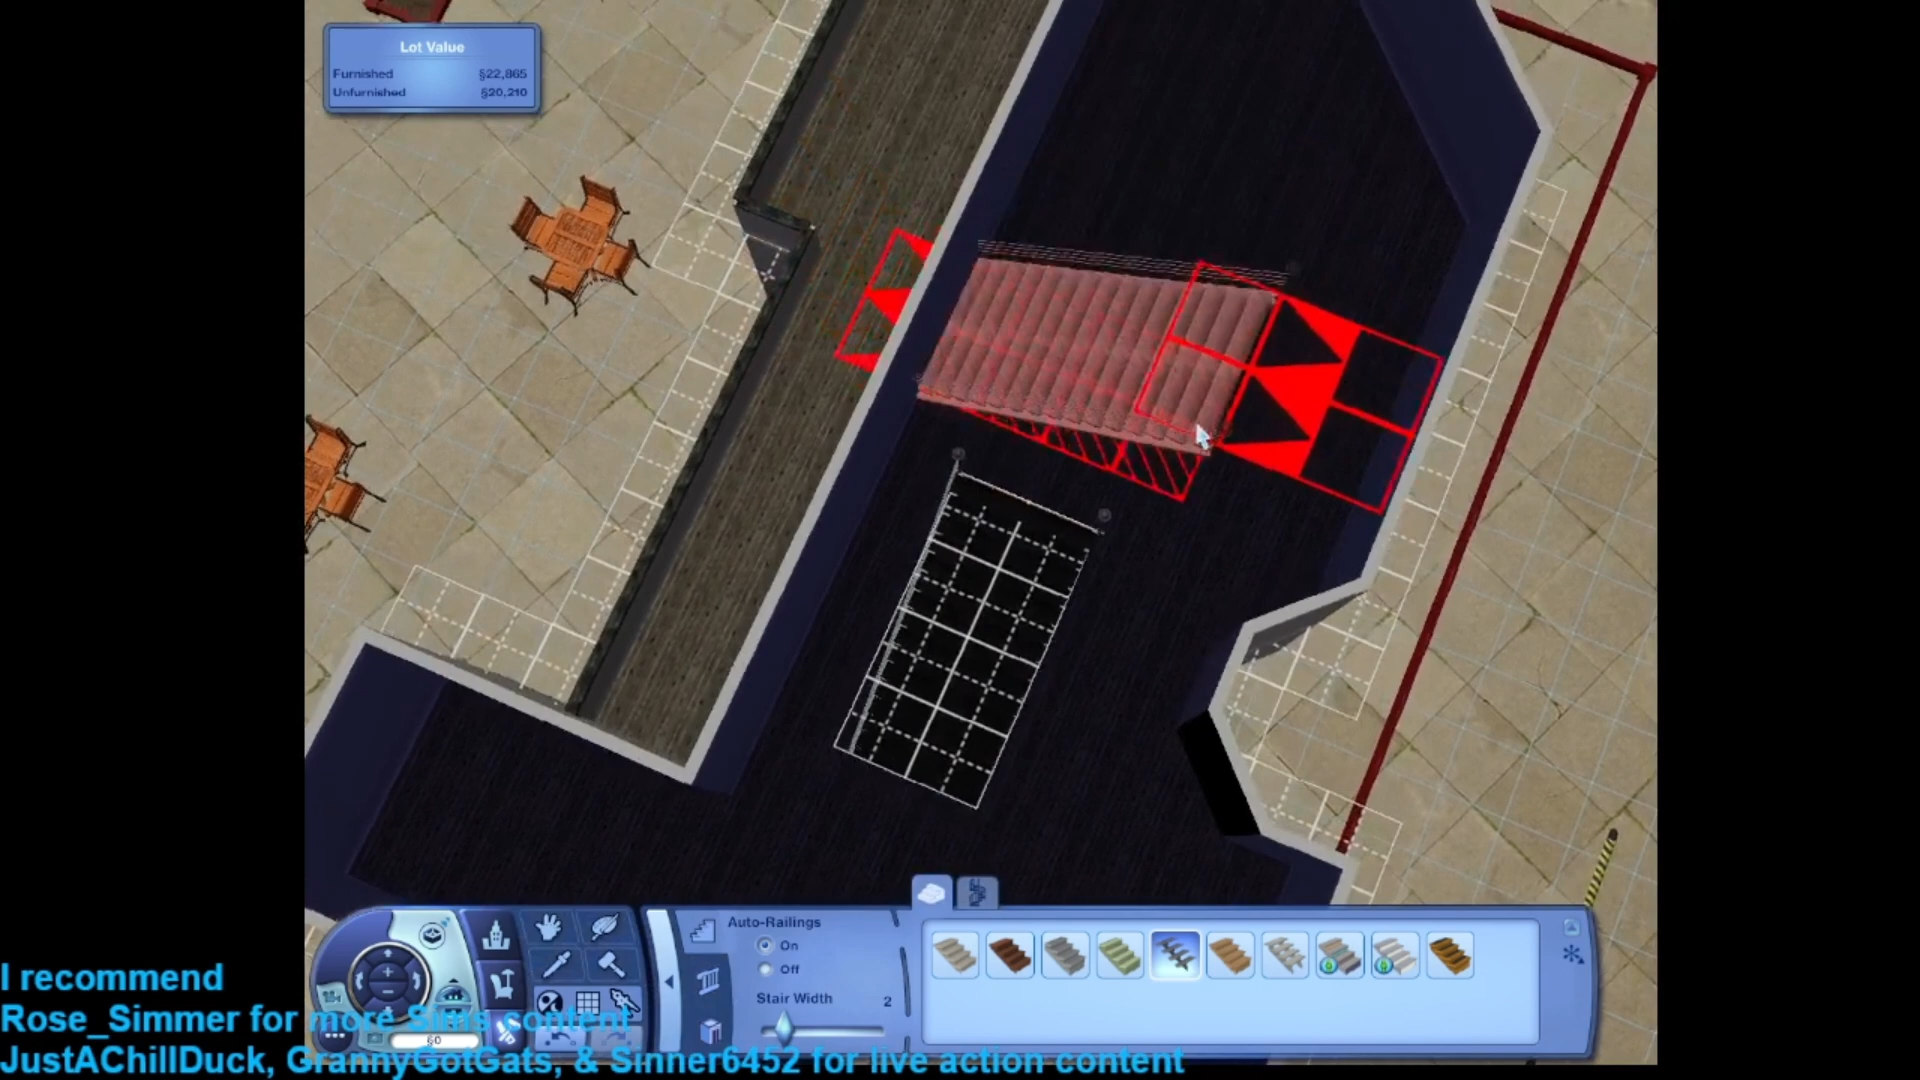 Lot Value
Furnished §22,865
Unfurnished §20,210
Auto-Railings
On
Off
Stair Width 2
§0
I recommend
Rose_Simmer for more Sims content
JustAChillDuck, GrannyGotGats, & Sinner6452 for live action content